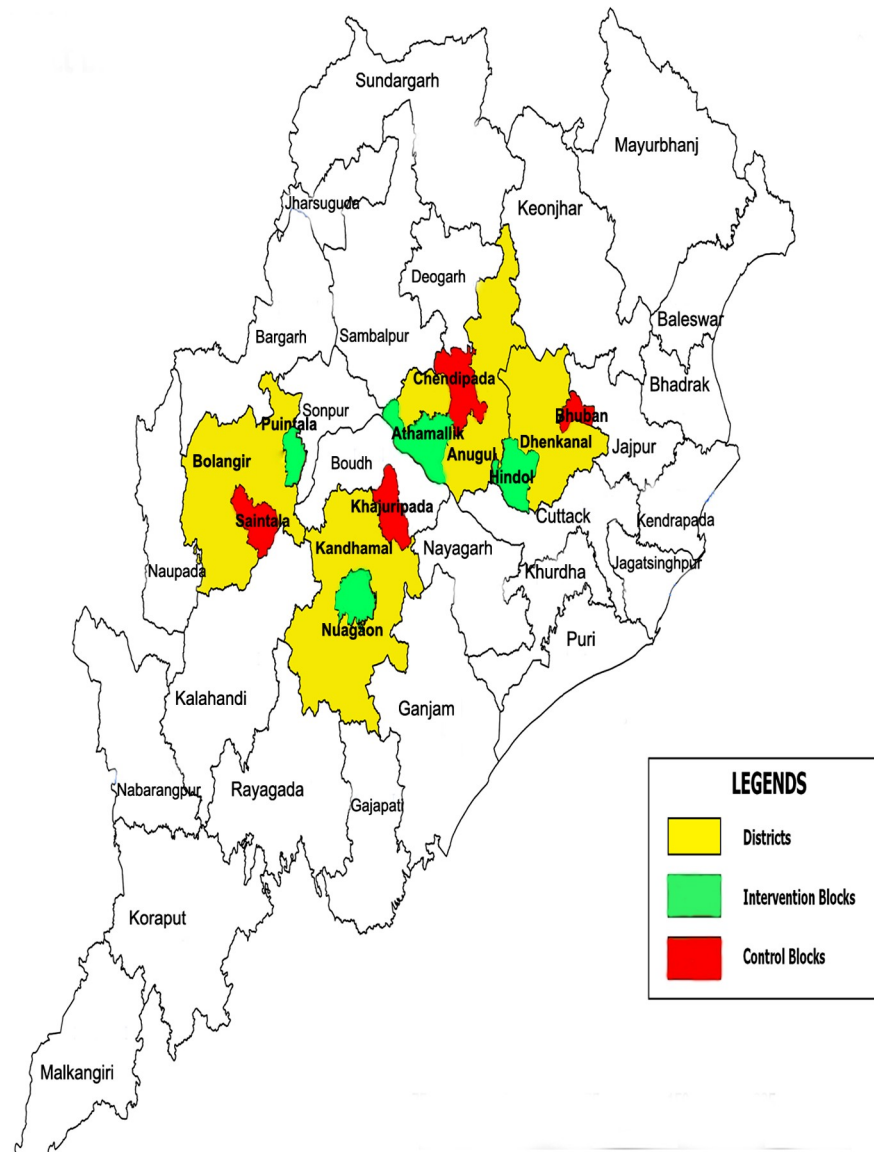 Sundargarh
Mayurbhanj
Jharsuguda
Keonjhar
Deogarh
Baleswar
Bargarh
Sambalpur
Chendipada
Bhadrak
Sonpur
Puintala
Bhuban
Athamallik
Dhenkanal
Jajpur
Anugul
Bolangir
Boudh
Hindol
Khajuripada
Saintala
Cuttack
Kendrapada
Kandhamal
Nayagarh
Naupada
Khurdha
Jagatsinghpur
Nuagaon
Puri
Kalahandi
Ganjam
Nabarangpur
Rayagada
Gajapati
Koraput
Malkangiri
LEGENDS
Districts
Intervention Blocks
Control Blocks